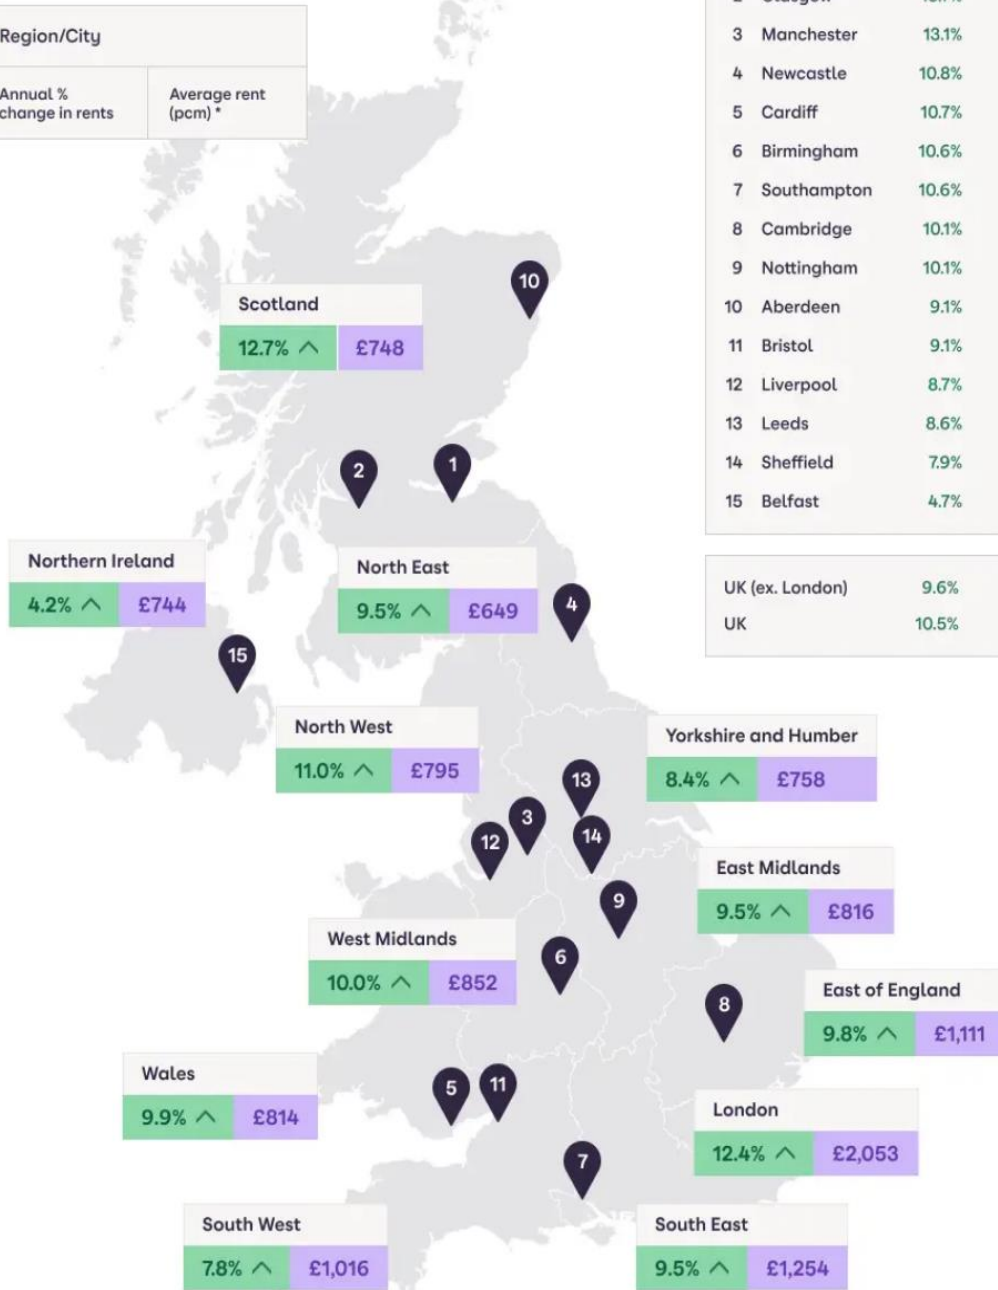 Region/City
Annual %
change in rents
Average rent
(pcm) *
3 Manchester 13.1%
4 Newcastle 10.8%
5 Cardiff 10.7%
6 Birmingham 10.6%
7 Southampton 10.6%
8 Cambridge 10.1%
9 Nottingham 10.1%
10 Aberdeen 9.1%
11 Bristol 9.1%
12 Liverpool 8.7%
13 Leeds 8.6%
14 Sheffield 7.9%
15 Belfast 4.7%
UK (ex. London) 9.6%
UK 10.5%
10
Scotland
12.7% £748
2
1
Northern Ireland
4.2% £744
North East
9.5% £649
4
15
North West
11.0% £795
Yorkshire and Humber
8.4% £758
13
3
12
14
East Midlands
9.5% £816
9
West Midlands
10.0% £852
6
8
East of England
9.8% £1,111
Wales
9.9% £814
5
11
London
12.4% £2,053
7
South West
7.8% £1,016
South East
9.5% £1,254